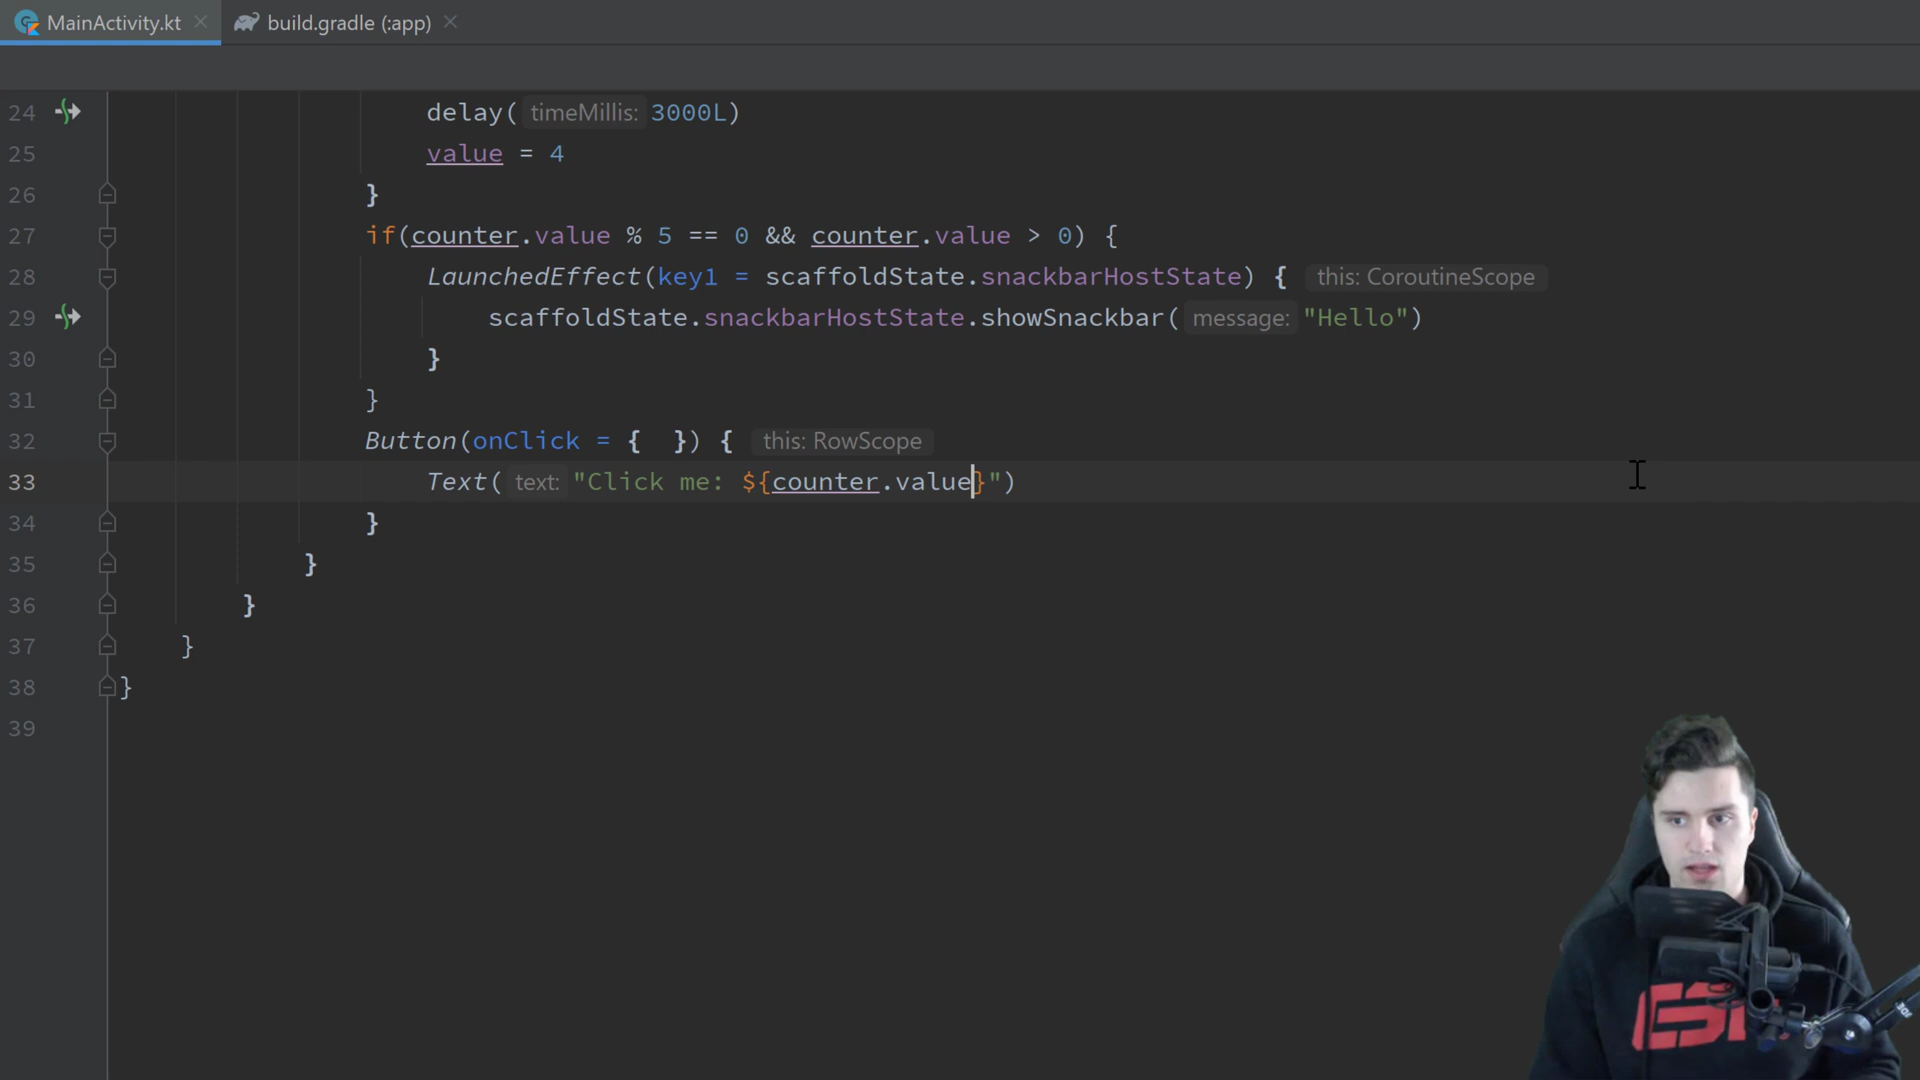 MainActivity.kt
build.gradle (:app)
24 delay( timeMillis: 3000L)
25 value = 4
26 }
27 if(counter.value % 5 == 0 && counter.value > 0) {
28 LaunchedEffect(key1 = scaffoldState.snackbarHostState) { this: CoroutineScope
29 scaffoldState.snackbarHostState.showSnackbar( message: "Hello")
30 }
31 }
32 Button(onClick = { }) { this: RowScope
33 Text( text: "Click me: ${counter.value}")
34 }
35 }
36 }
37 }
38 }
39